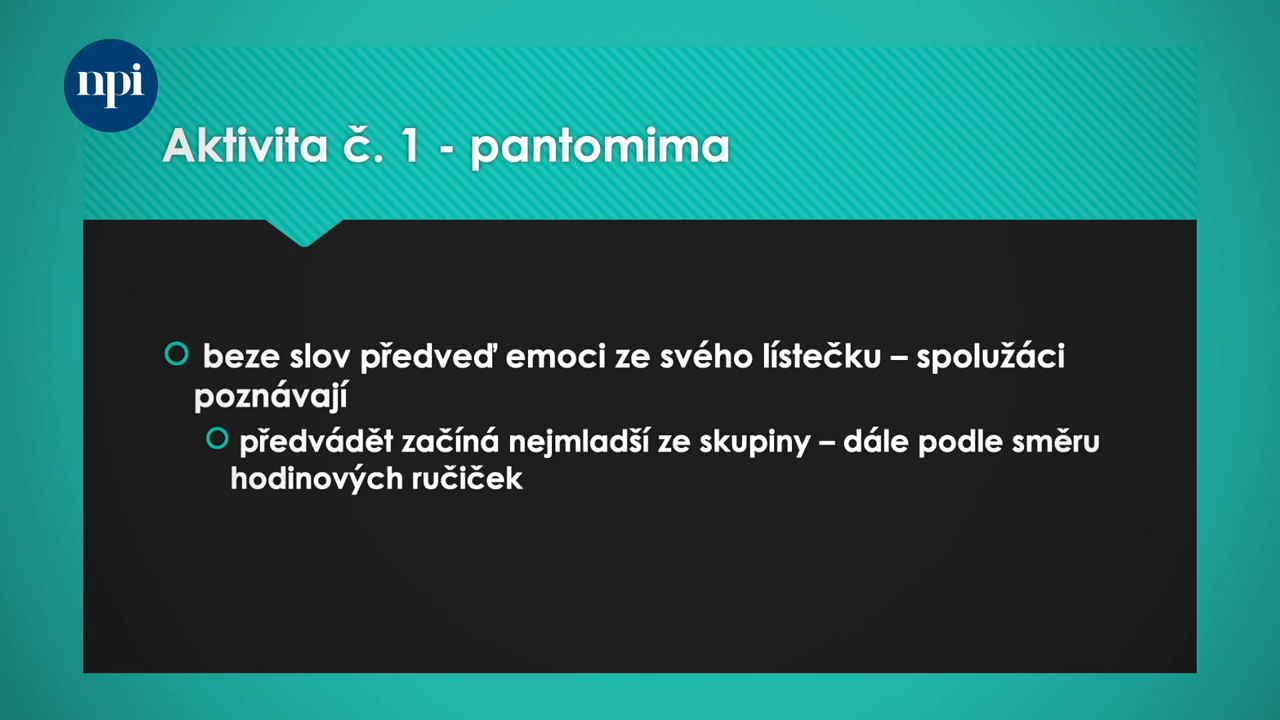 npi
Aktivita č. 1 - pantomima
beze slov předveď emoci ze svého lístečku – spolužáci
poznávají
předvádět začíná nejmladší ze skupiny – dále podle směru
hodinových ručiček